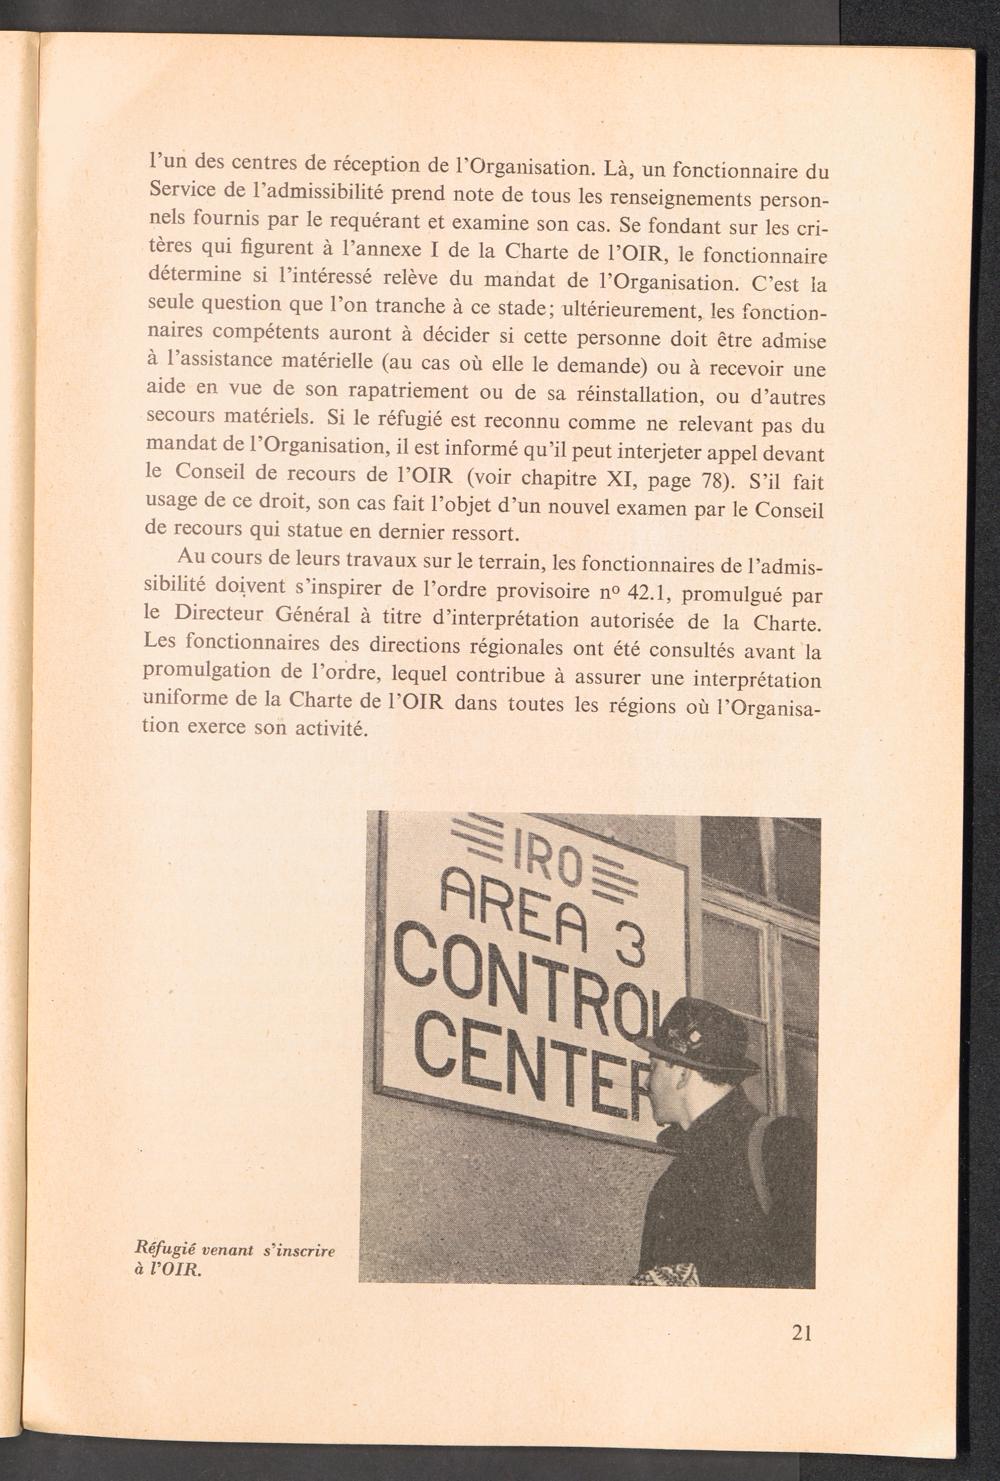 l'un des centres de réception de l'Organisation. Là, un fonctionnaire du
Service de l'admissibilité prend note de tous les renseignements person-
nels fournis par le requérant et examine son cas. Se fondant sur les cri-
tères qui figurent à l'annexe I de la Charte de l'OIR, le fonctionnaire
détermine si l'intéressé relève du mandat de l'Organisation. C'est la
seule question que l'on tranche à ce stade; ultérieurement, les fonction-
naires compétents auront à décider si cette personne doit être admise
à l'assistance matérielle (au cas où elle le demande) ou à recevoir une
aide en vue de son rapatriement ou de sa réinstallation, ou d'autres
secours matériels. Si le réfugié est reconnu comme ne relevant pas du
mandat de l'Organisation, il est informé qu'il peut interjeter appel devant
le Conseil de recours de l'OIR (voir chapitre XI, page 78). S'il fait
usage de ce droit, son cas fait l'objet d'un nouvel examen par le Conseil
de recours qui statue en dernier ressort.
Au cours de leurs travaux sur le terrain, les fonctionnaires de l'admis-
sibilité doivent s'inspirer de l'ordre provisoire nº 42.1, promulgué par
le Directeur Général à titre d'interprétation autorisée de la Charte.
Les fonctionnaires des directions régionales ont été consultés avant la
promulgation de l'ordre, lequel contribue à assurer une interprétation
uniforme de la Charte de l'OIR dans toutes les régions où l'Organisa-
tion exerce son activité.
IRO
AREA 3
CONTROL
CENTER
Réfugié venant s'inscrire
à l'OIR.
21